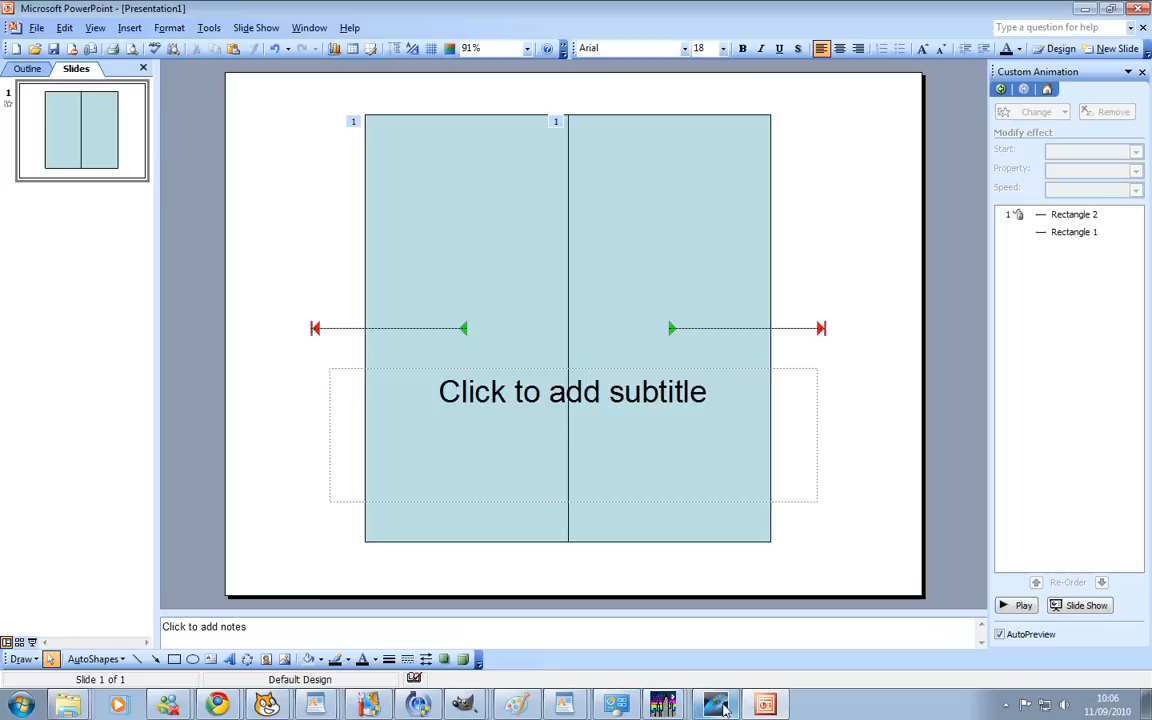 Microsoft PowerPoint - [Presentation1]
File Edit View Insert Format Tools Slide Show Window Help
Type a question for help
91%
Arial
18
B I U S
Design
New Slide
Outline
Slides
Custom Animation
1
1
1
Change
Remove
Modify effect
Start:
Property:
Speed:
1
Rectangle 2
Rectangle 1
Click to add subtitle
Re-Order
Play
Slide Show
AutoPreview
Click to add notes
Draw
AutoShapes
Slide 1 of 1
Default Design
10:06
11/09/2010